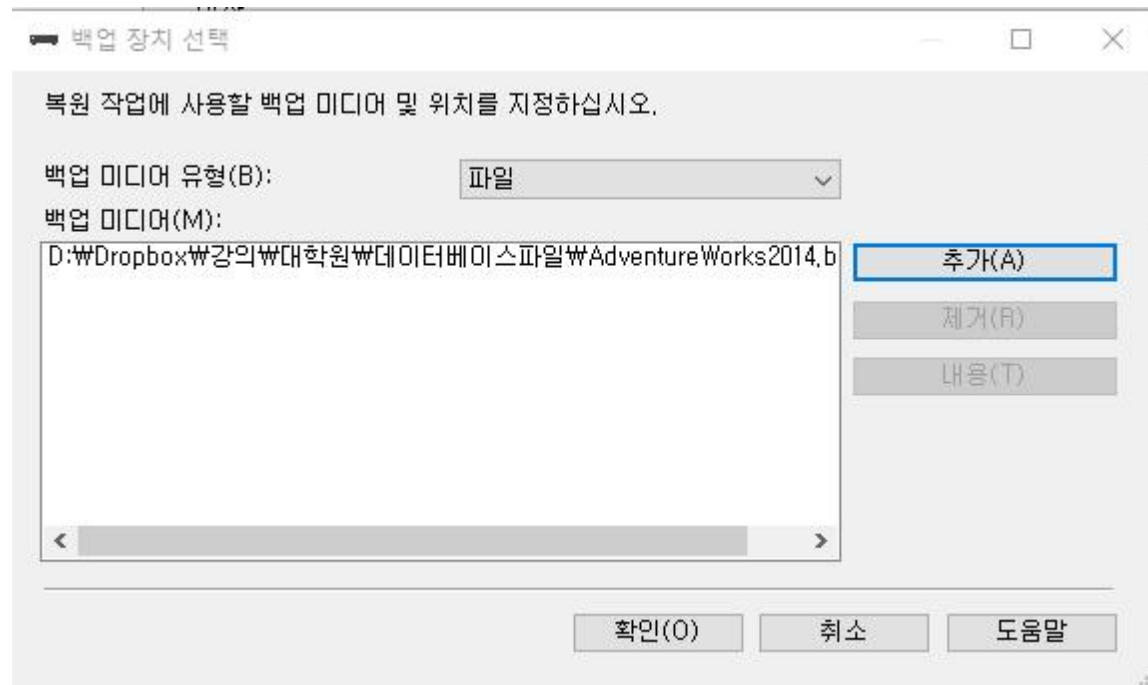 백업 장치 선택
복원 작업에 사용할 백업 미디어 및 위치를 지정하십시오.
백업 미디어 유형(B):
파일
백업 미디어(M):
D:₩Dropbox₩강의₩대학원₩데이터베이스파일₩AdventureWorks2014.b
추가(A)
제거(R)
내용(T)
확인(O)
취소
도움말